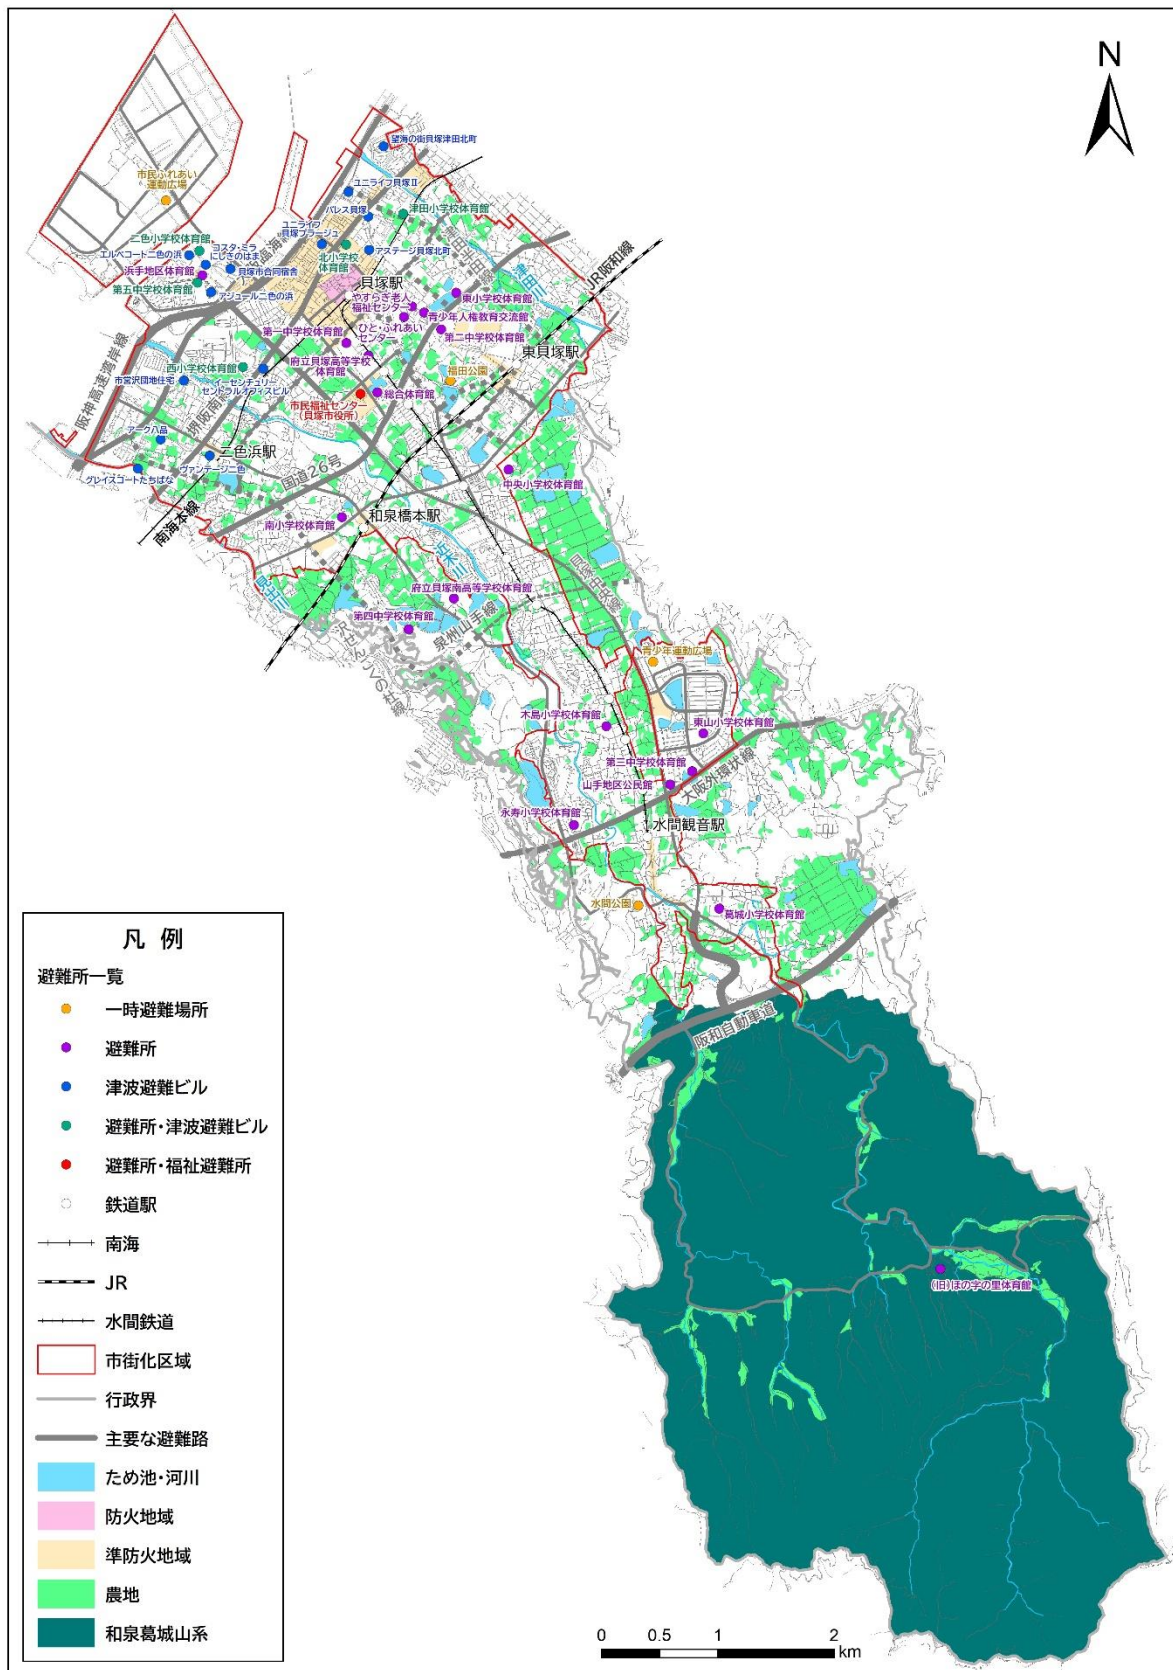 N
望海の街貝塚津田北町
市民ふれあい
運動広場
ユニライフ貝塚Ⅱ
パレス貝塚
津田小学校体育館
ユニライフ
貝塚プラージュ
二色小学校体育館
コスタ・ミラ
にしきのはま
エルベコート二色の浜
北小学校
体育館
アステージ貝塚北町
浜手地区体育館
貝塚市合同宿舎
第五中学校体育館
アジュール二色の浜
貝塚駅
JR阪和線
津田川
やすらぎ老人
福祉センター
東小学校体育館
青少年人権教育交流館
第一中学校体育館
ひと・ふれあい
センター
第二中学校体育館
東貝塚駅
府立貝塚高等学校
体育館
西小学校体育館
福田公園
市営沢団地住宅
イーセンチュリー
セントラルオフィスビル
総合体育館
市民福祉センター
(貝塚市役所)
阪神高速湾岸線
アーク八品
二色浜駅
ヴァンテージ二色
グレイスコートたちばな
国道26号
中央小学校体育館
南海本線
南小学校体育館
和泉橋本駅
近木川
見出川
府立貝塚南高等学校体育館
第四中学校体育館
泉州山手線
青少年運動広場
木島小学校体育館
東山小学校体育館
第三中学校体育館
山手地区公民館
大阪外環状線
永寿小学校体育館
水間観音駅
水間公園
葛城小学校体育館
阪和自動車道
(旧)ほの字の里体育館
凡 例
避難所一覧
一時避難場所
避難所
津波避難ビル
避難所・津波避難ビル
避難所・福祉避難所
鉄道駅
南海
JR
水間鉄道
市街化区域
行政界
主要な避難路
ため池・河川
防火地域
準防火地域
農地
和泉葛城山系
0 0.5 1 2
km